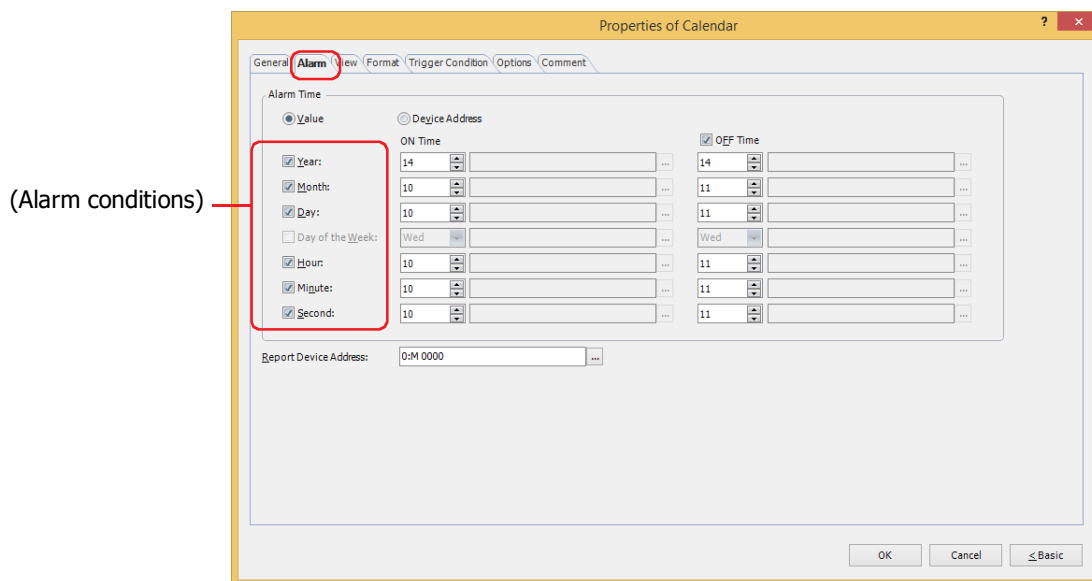 Properties of Calendar ? ×
General Alarm View Format Trigger Condition Options Comment
Alarm Time
Value Device Address
ON Time OFF Time
Year: 14 ... 14 ...
Month: 10 ... 11 ...
(Alarm conditions)
Day: 10 ... 11 ...
Day of the Week: Wed ... Wed ...
Hour: 10 ... 11 ...
Minute: 10 ... 11 ...
Second: 10 ... 11 ...
Report Device Address: 0:M 0000 ...
OK Cancel < Basic